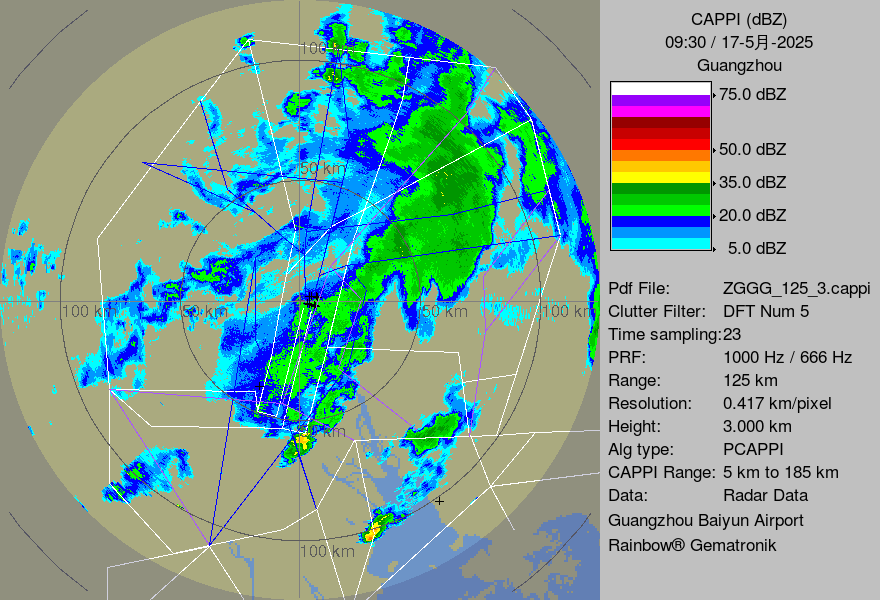 CAPPI (dBZ)
09:30 / 17-5月-2025
Guangzhou
75.0 dBZ
50.0 dBZ
35.0 dBZ
20.0 dBZ
5.0 dBZ
Pdf File: ZGGG_125_3.cappi
Clutter Filter: DFT Num 5
Time sampling: 23
PRF: 1000 Hz / 666 Hz
Range: 125 km
Resolution: 0.417 km/pixel
Height: 3.000 km
Alg type: PCAPPI
CAPPI Range: 5 km to 185 km
Data: Radar Data
Guangzhou Baiyun Airport
Rainbow® Gematronik
100 km
50 km
100 km 50 km 50 km 100 km
km
100 km